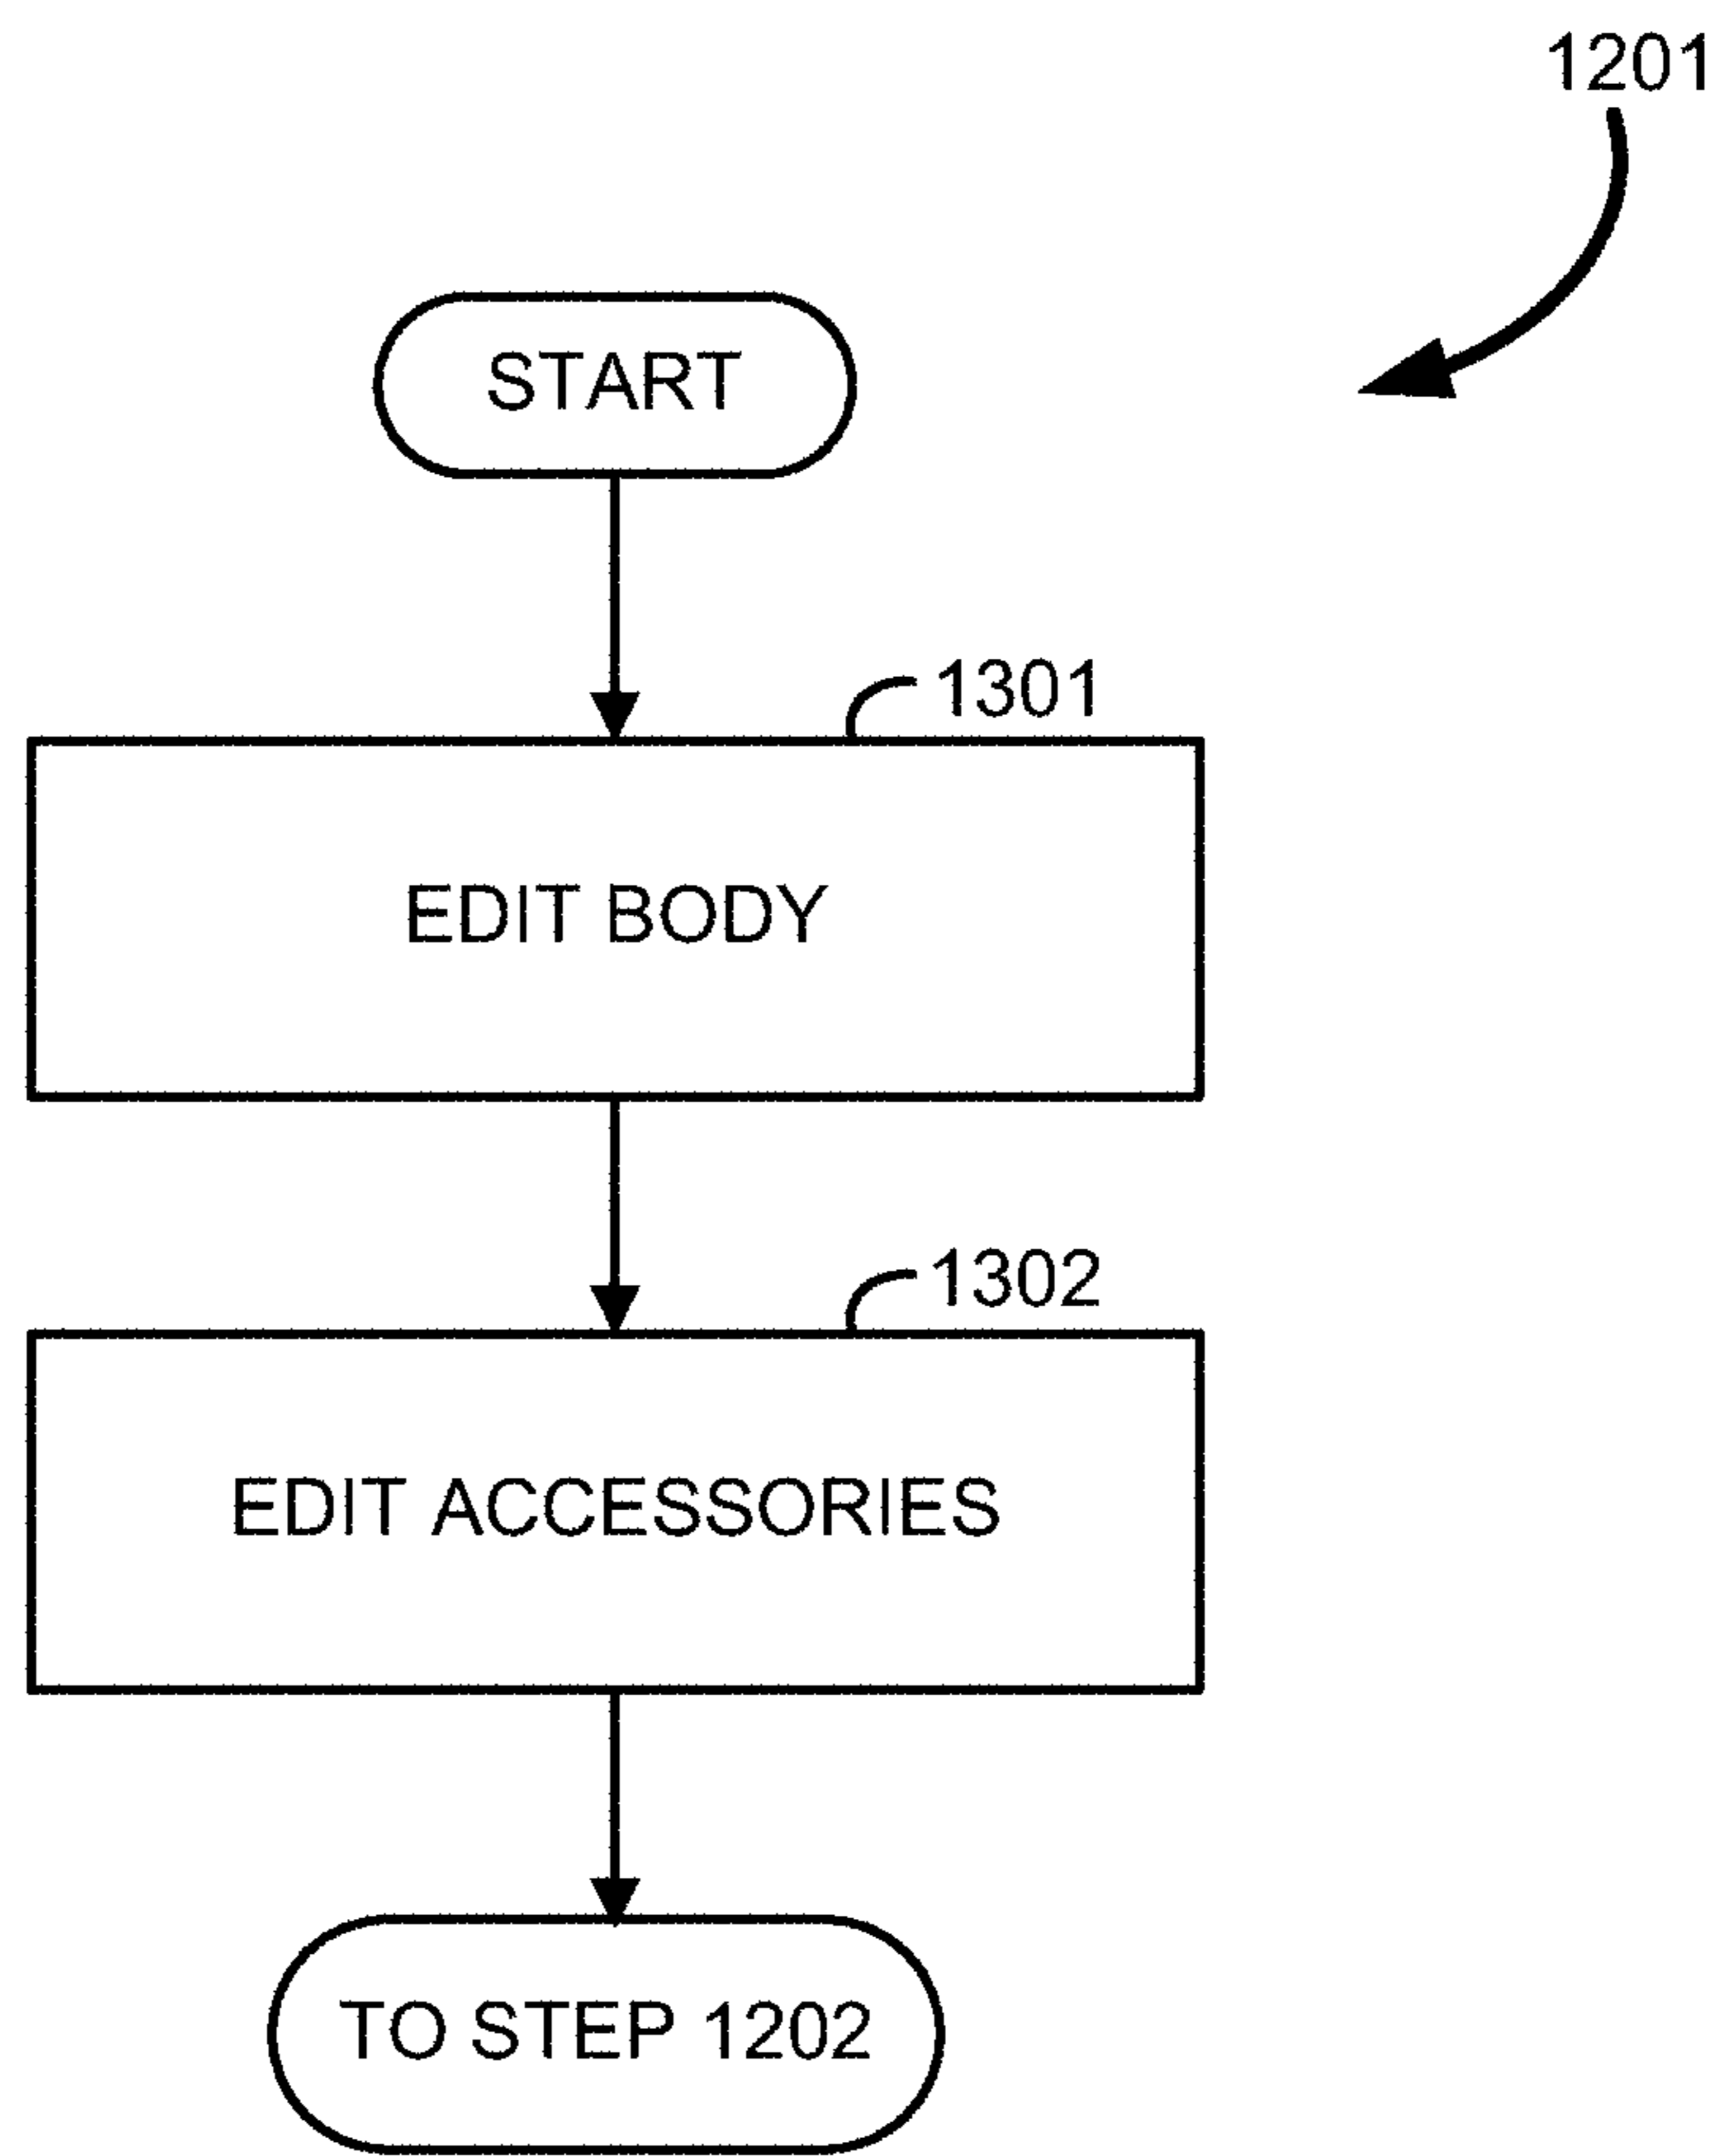 1201
START
1301
EDIT BODY
1302
EDIT ACCESSORIES
TO STEP 1202